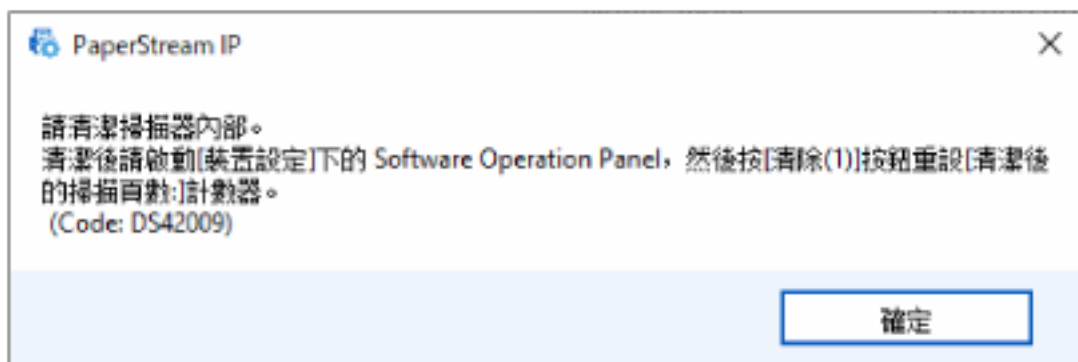 PaperStream IP
請清潔掃描器內部。
清潔後請啟動[裝置設定]下的 Software Operation Panel，然後按[清除(1)]按鈕重設[清潔後
的掃描頁數:]計數器。
(Code: DS42009)
確定